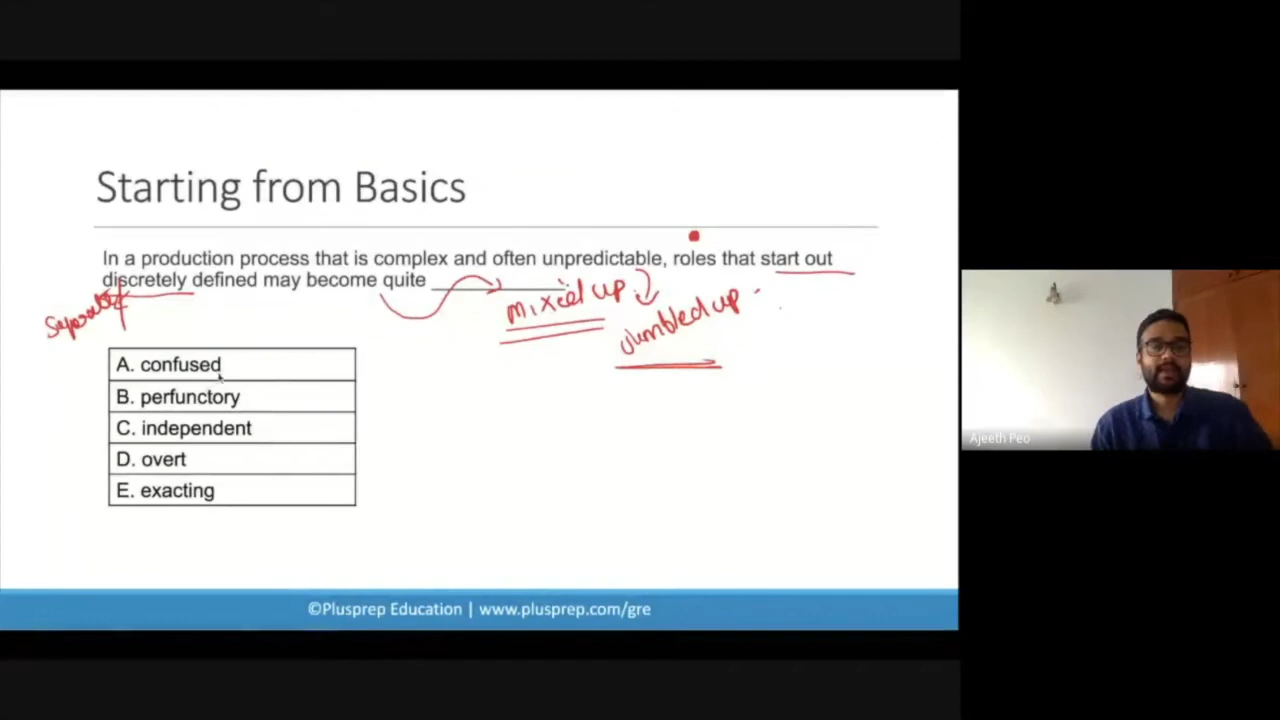 Starting from Basics
In a production process that is complex and often unpredictable, roles that start out
discretely defined may become quite ____________.
mixed up
Jumbled up
Separately
A. confused
B. perfunctory
C. independent
D. overt
E. exacting
Ajeeth Peo
©Plusprep Education | www.plusprep.com/gre